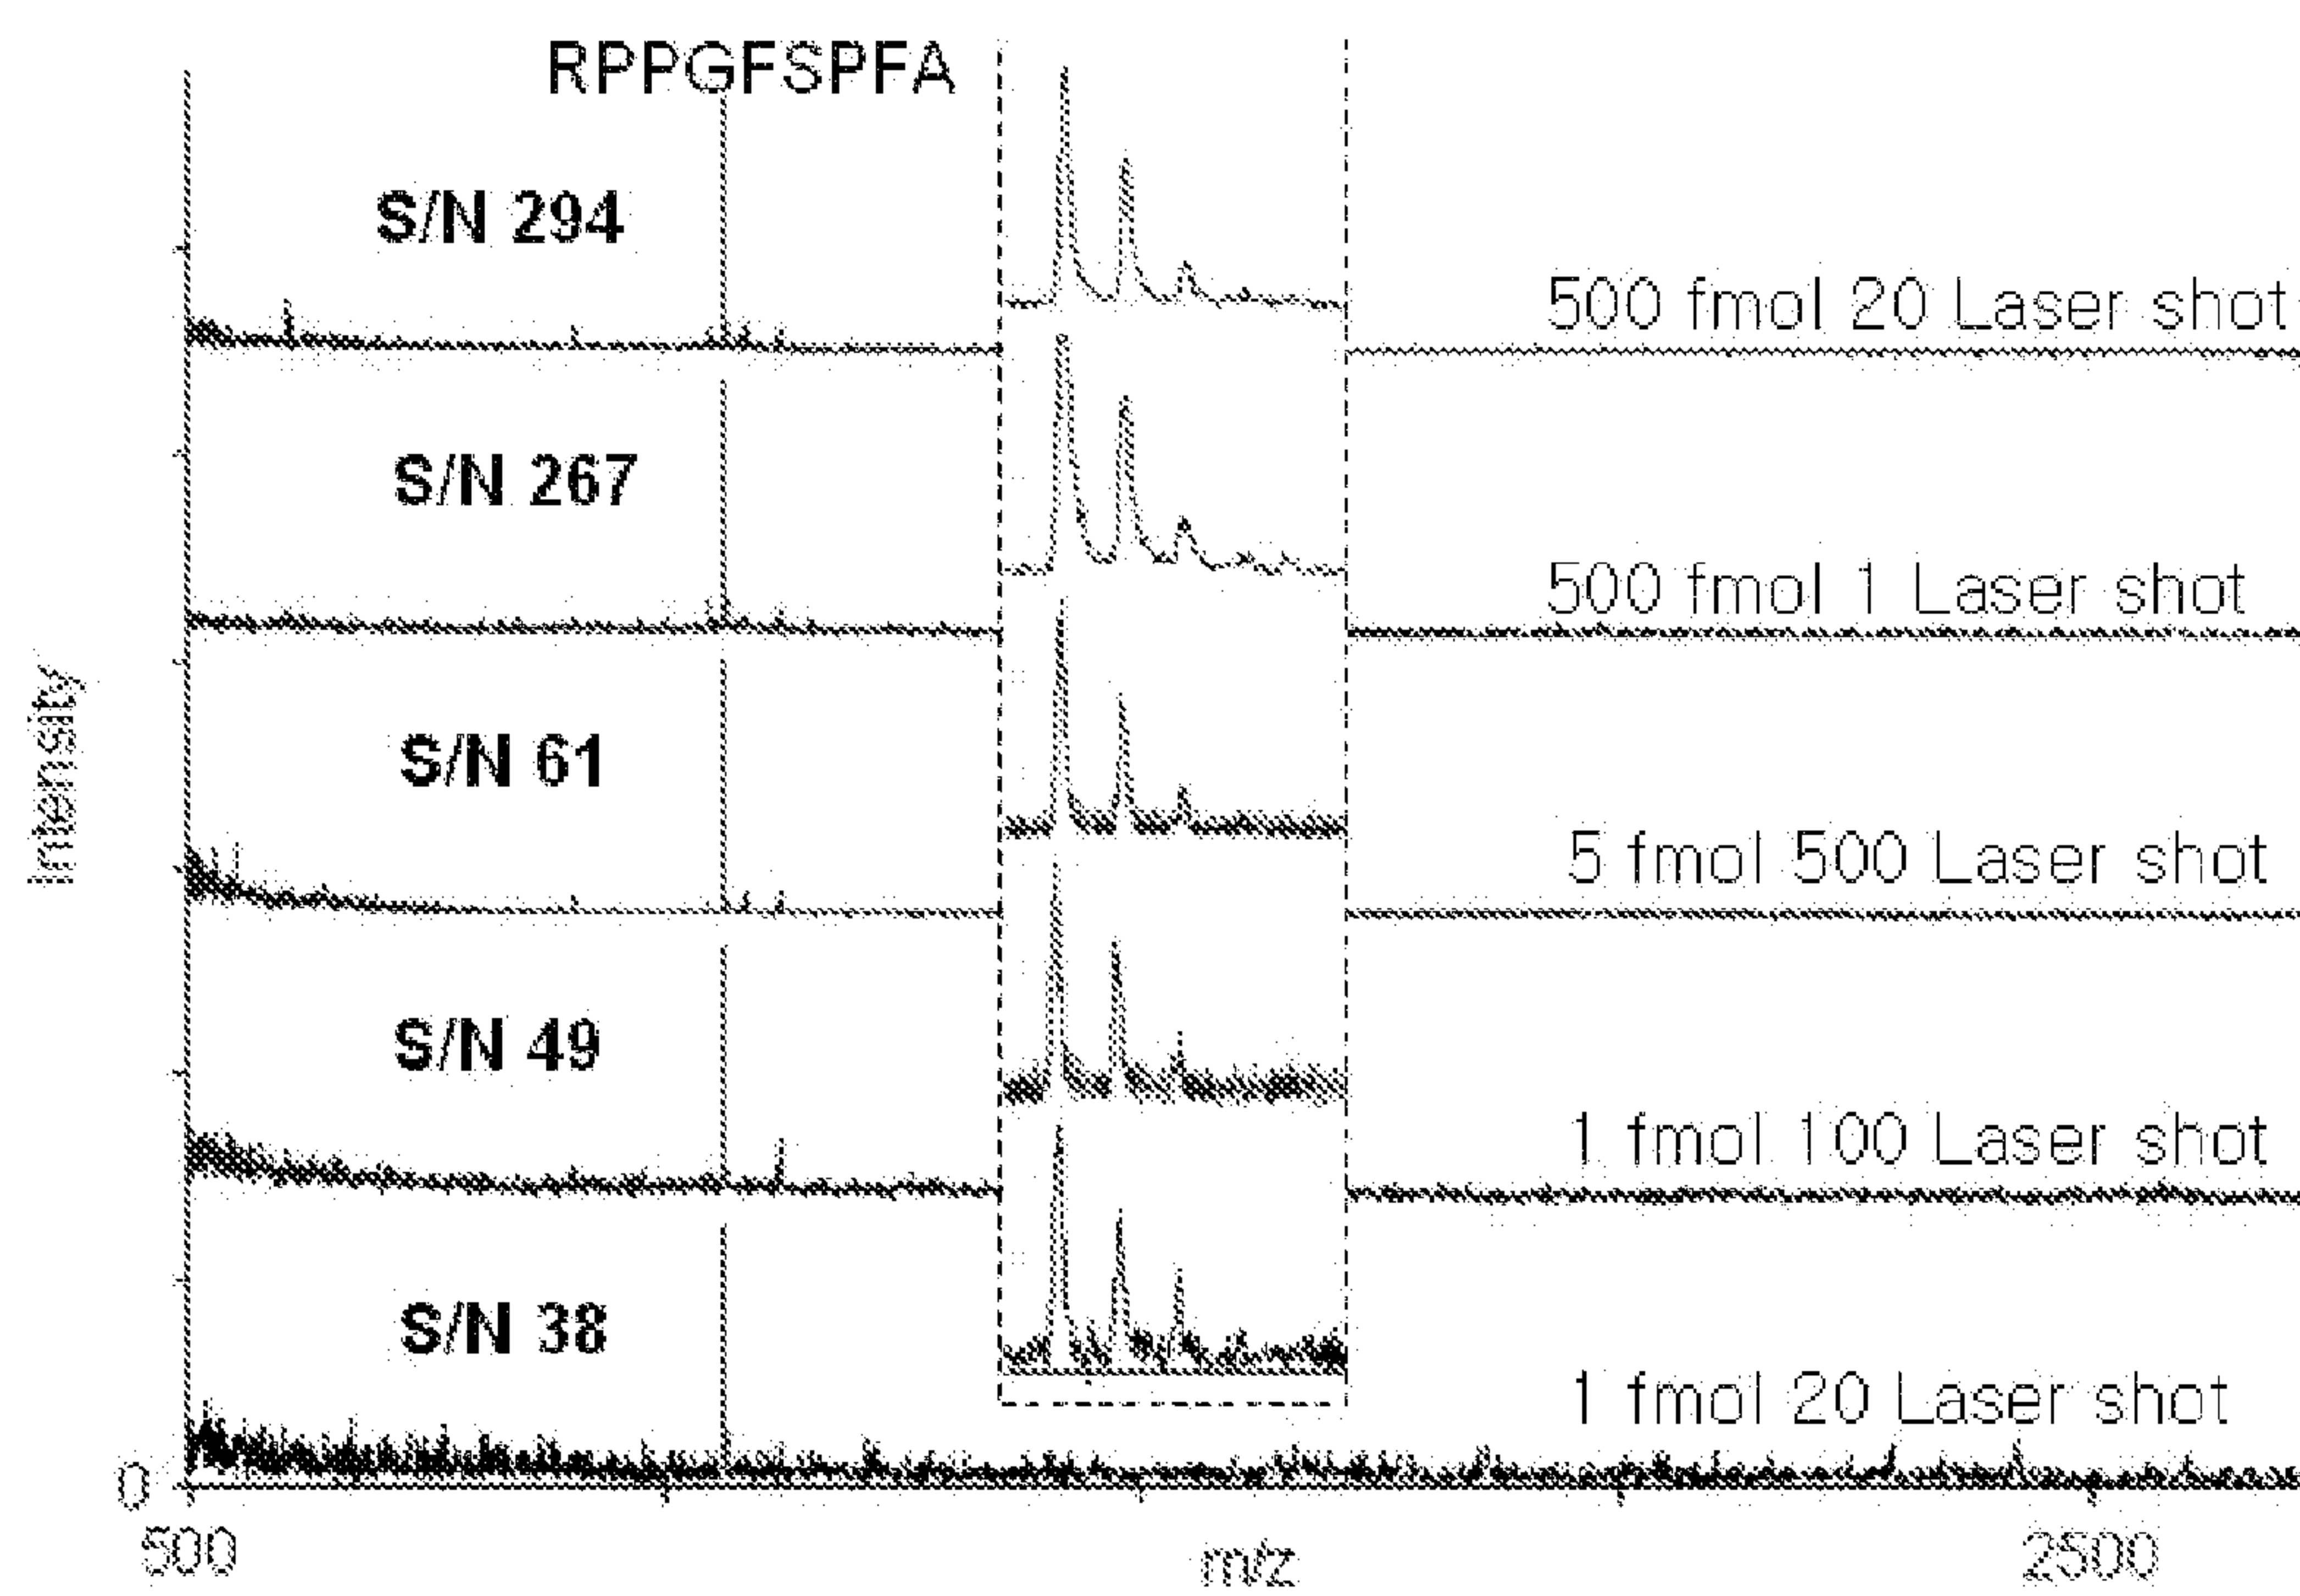 RPPGFSPFA
S/N 294
500 fmol 20 Laser shot
S/N 267
500 fmol 1 Laser shot
S/N 61
5 fmol 500 Laser shot
S/N 49
1 fmol 100 Laser shot
S/N 38
1 fmol 20 Laser shot
Intensity
0
500
m/z
2500